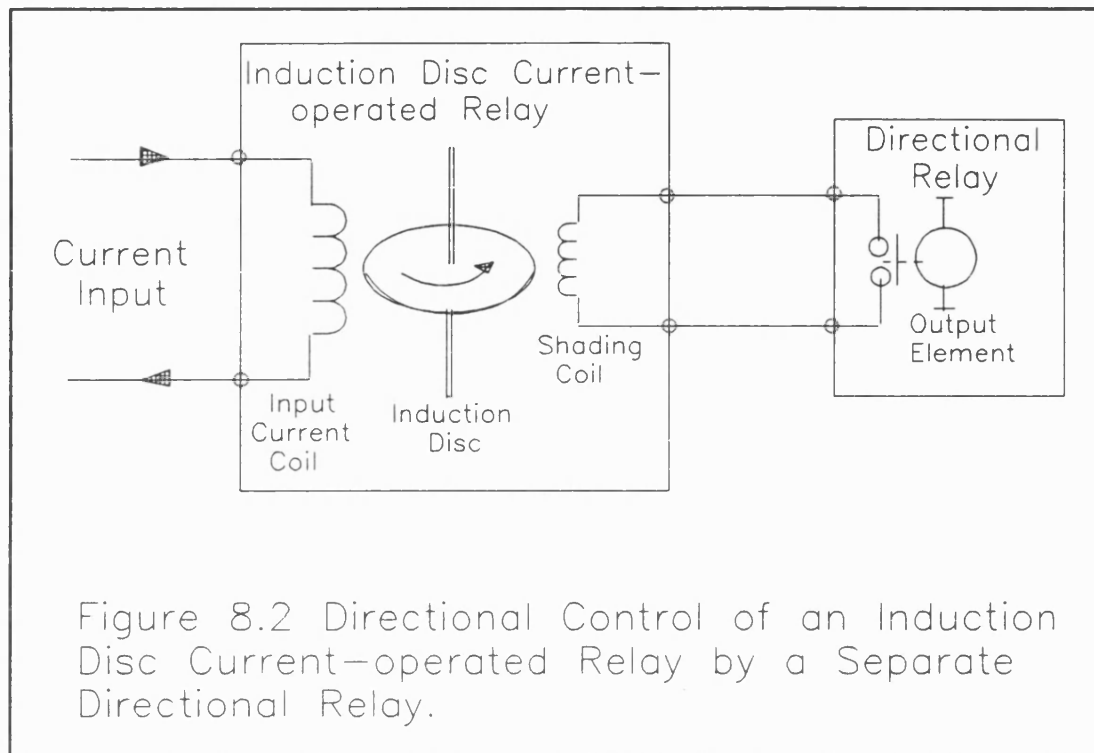 Induction Disc Current-
operated Relay
Directional
Relay
Current
Input
Shading
Coil
Output
Element
Input
Current
Coil
Induction
Disc
Figure 8.2 Directional Control of an Induction
Disc Current-operated Relay by a Separate
Directional Relay.